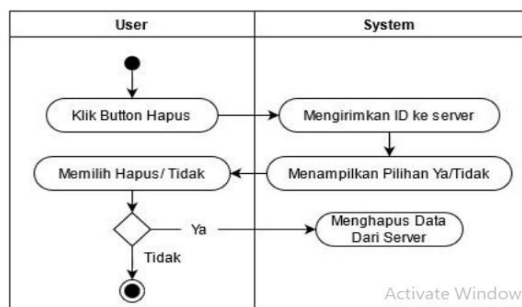 User
System
Klik Button Hapus
Mengirimkan ID ke server
Memilih Hapus/ Tidak
Menampilkan Pilihan Ya/Tidak
Ya
Menghapus Data
Dari Server
Tidak
Activate Window